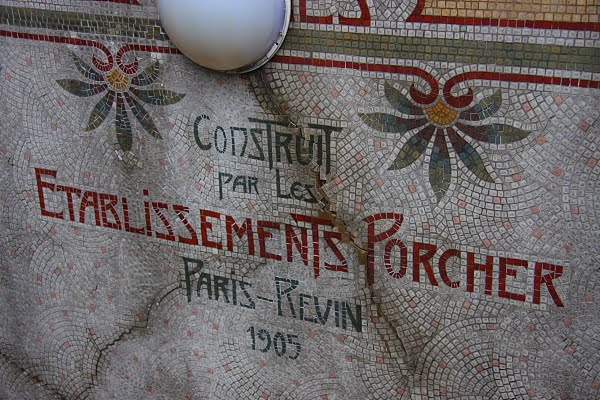 CONSTRUIT
PAR LES
ETABLISSEMENTS PORCHER
PARIS-REVIN
1905